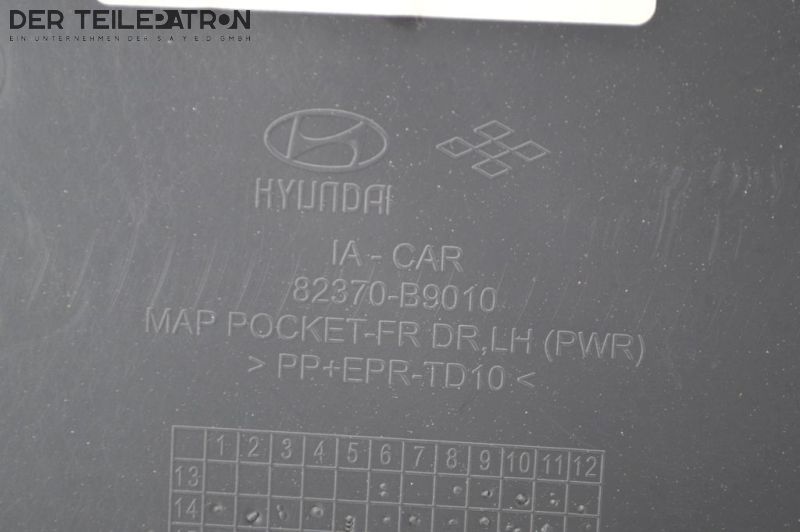 DER TEILEPATRON
EIN UNTERNEHMEN DER S A Y E D GMBH
HYUNDAI
IA - CAR
82370-B9010
MAP POCKET-FR DR,LH (PWR)
> PP+EPR-TD10 <
1 2 3 4 5 6 7 8 9 10 11 12
13
14